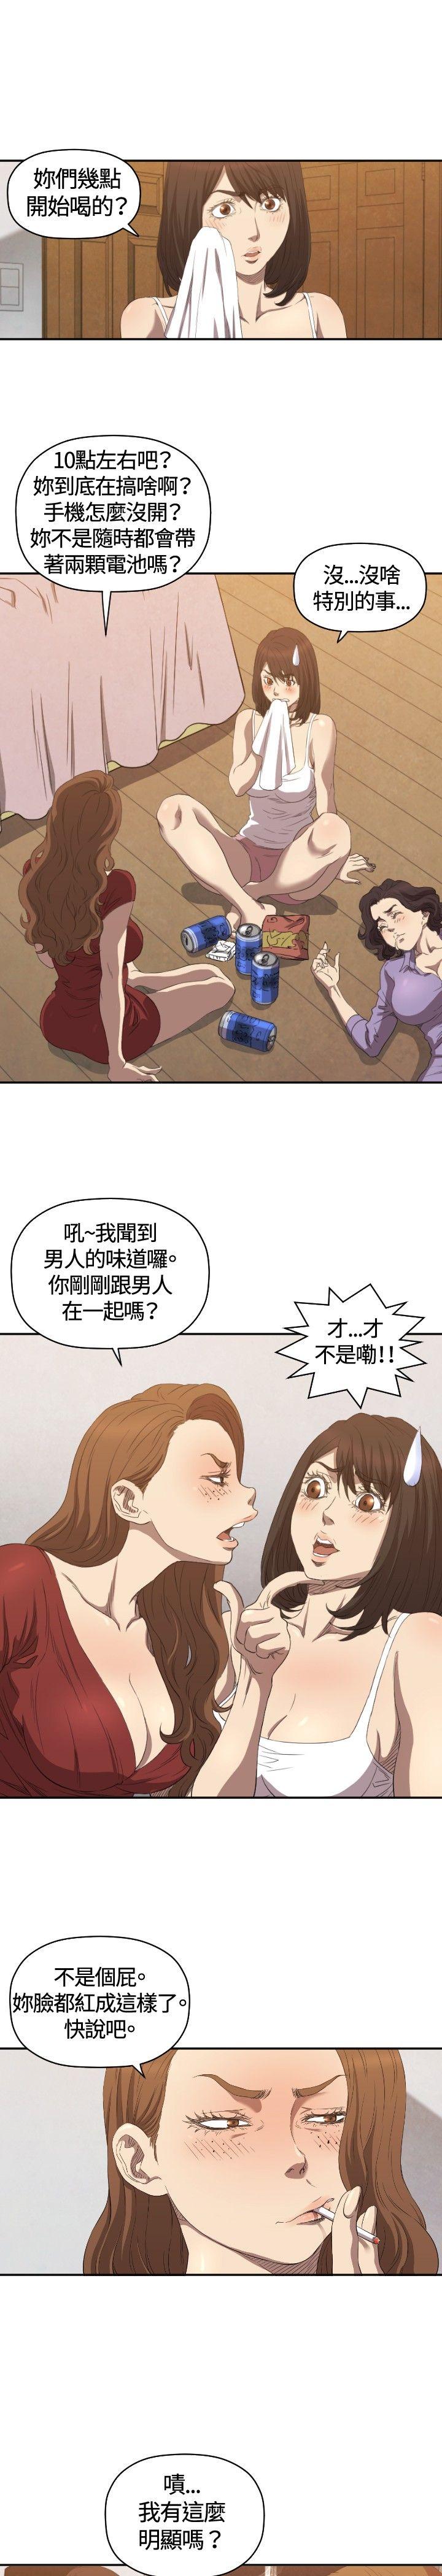 妳們幾點
開始喝的？
10點左右吧？
妳到底在搞啥啊？
手機怎麼沒開？
妳不是隨時都會帶
著兩顆電池嗎？
沒...沒啥
特別的事...
吼~我聞到
男人的味道囉。
你剛剛跟男人
在一起嗎？
才...才
不是嘞!!
不是個屁。
妳臉都紅成這樣了。
快說吧。
嘖...
我有這麼
明顯嗎？